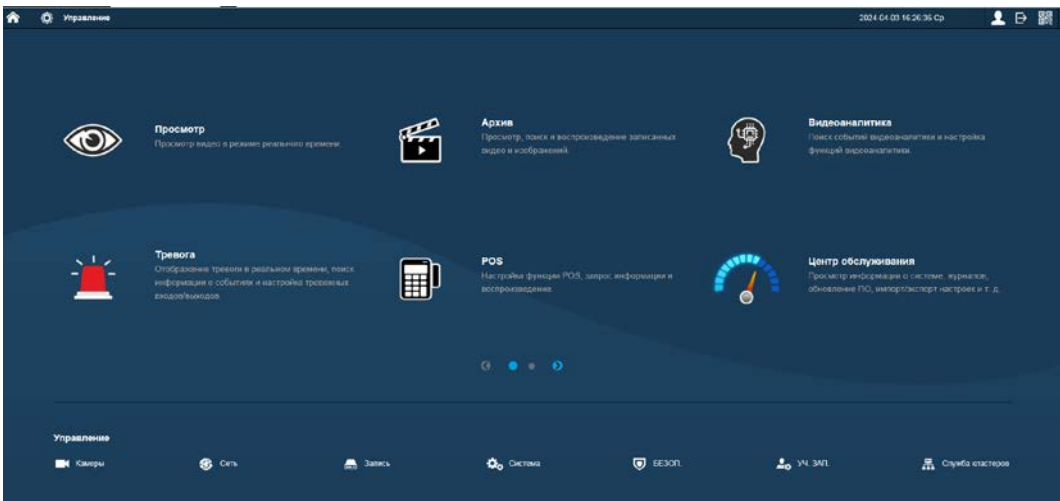 Управление 2024-04-03 16:26:36 Ср
Просмотр
Просмотр видео в режиме реального времени.
Архив
Просмотр, поиск и воспроизведение записанных
видео и изображений.
Видеоаналитика
Поиск событий видеоаналитики и настройка
функций видеоаналитики.
Тревога
Отображение тревоги в реальном времени, поиск
информации о событиях и настройка тревожных
входов/выходов
POS
Настройка функции POS, запрос информации и
воспроизведение.
Центр обслуживания
Просмотр информации о системе, журналов,
обновление ПО, импорт/экспорт настроек и т. д.
Управление
Камеры Сеть Запись Система БЕЗОП. УЧ. ЗАП. Служба кластеров